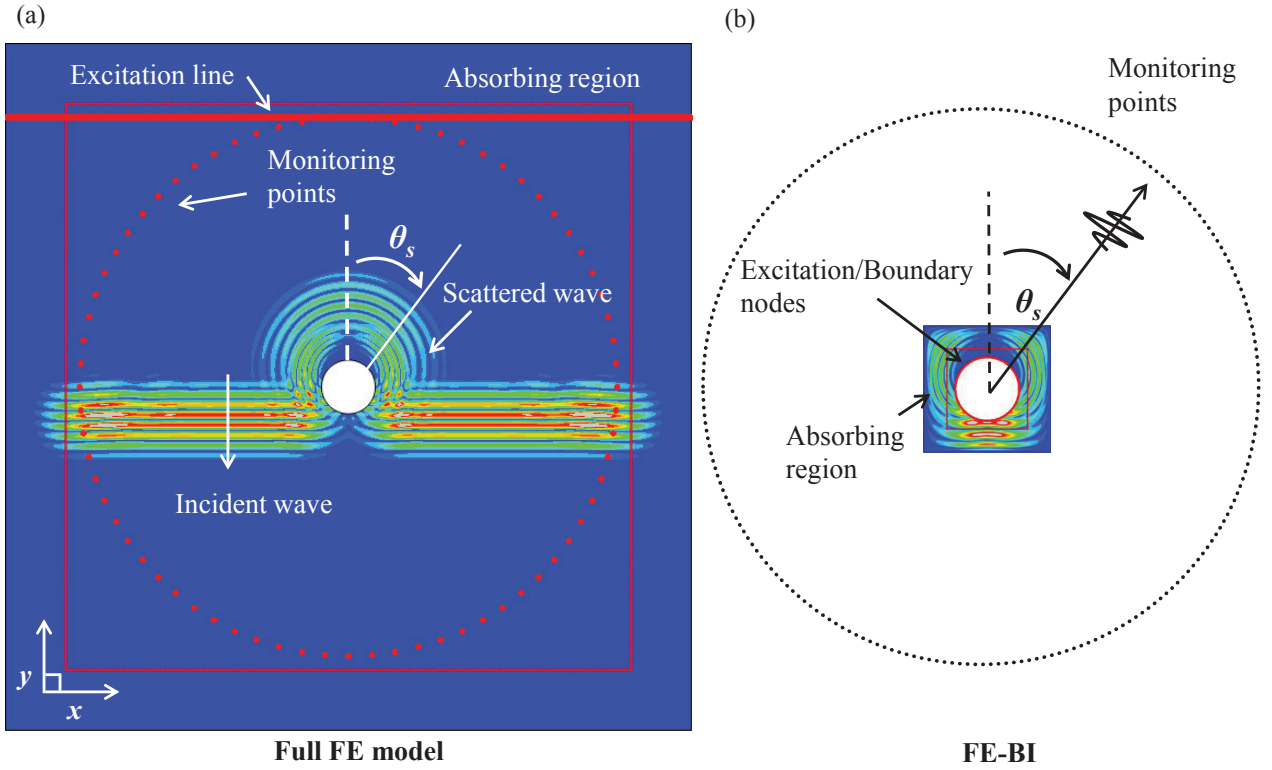 (a)
Excitation line
Absorbing region
Monitoring
points
θs
Scattered wave
Incident wave
y
x
Full FE model
(b)
Monitoring
points
Excitation/Boundary
nodes
θs
Absorbing
region
FE-BI